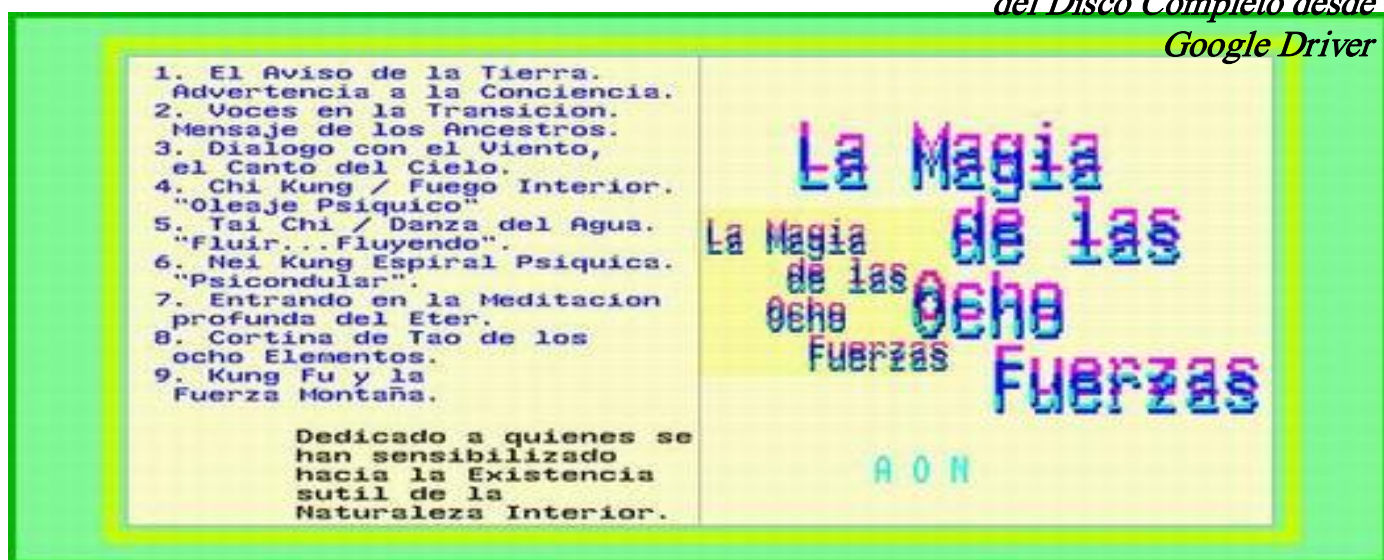 del Disco Completo desde
Google Driver
1. El Aviso de la Tierra.
Advertencia a la Conciencia.
2. Voces en la Transicion.
Mensaje de los Ancestros.
3. Dialogo con el Viento,
el Canto del Cielo.
4. Chi Kung / Fuego Interior.
"Oleaje Psiquico"
5. Tai Chi / Danza del Agua.
"Fluir...Fluyendo".
6. Nei Kung Espiral Psiquica.
"Psicondular".
7. Entrando en la Meditacion
profunda del Eter.
8. Cortina de Tao de los
ocho Elementos.
9. Kung Fu y la
Fuerza Montaña.
Dedicado a quienes se
han sensibilizado
hacia la Existencia
sutil de la
Naturaleza Interior.
La Magia
de las
Ocho
Fuerzas
La Magia
de las
Ocho
Fuerzas
A O N